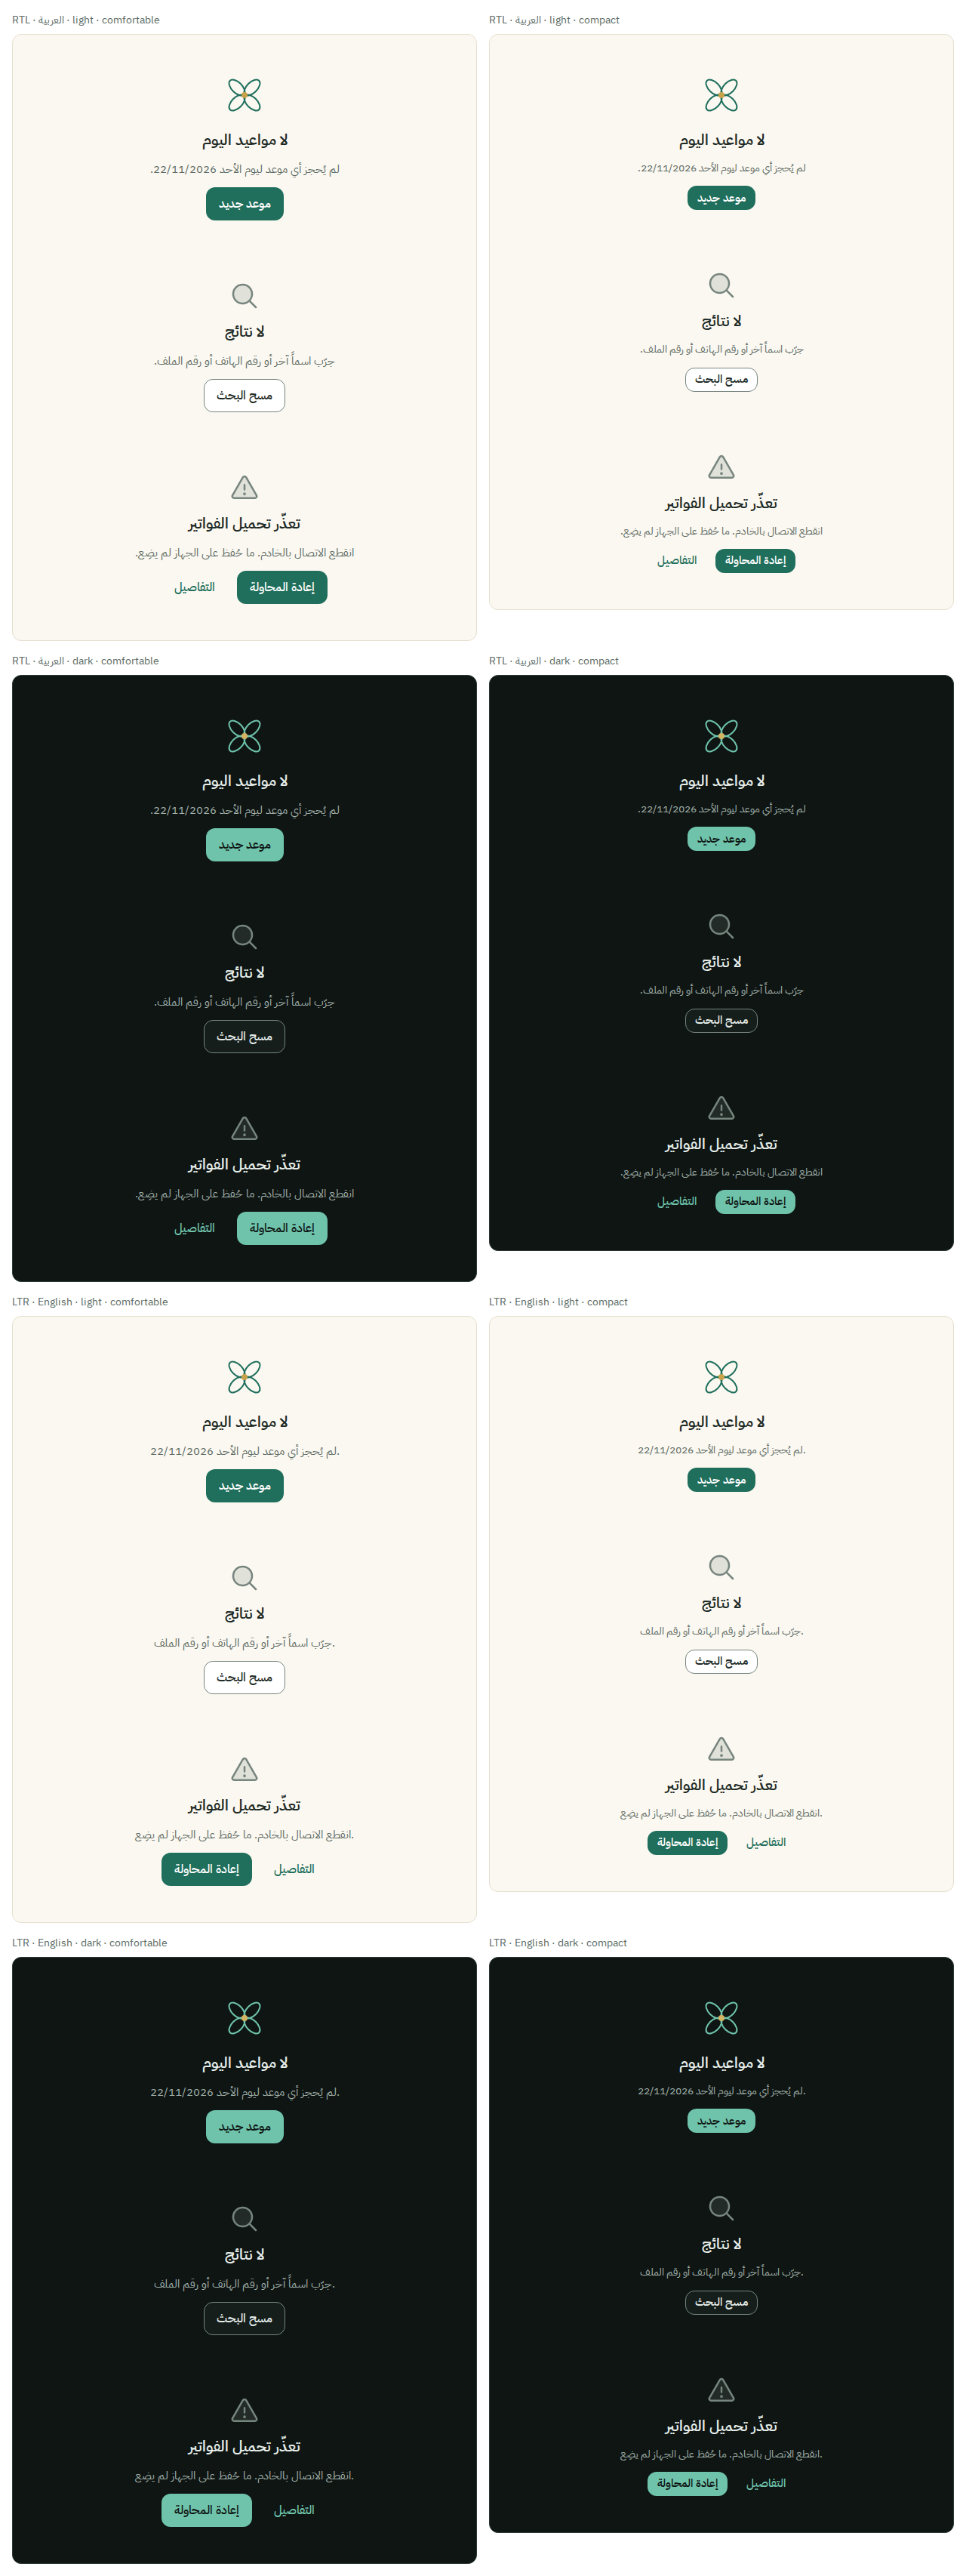 RTL · العربية · light · comfortable
لا مواعيد اليوم
لم يُحجز أي موعد ليوم الأحد 22/11/2026.
موعد جديد
لا نتائج
جرّب اسماً آخر أو رقم الهاتف أو رقم الملف.
مسح البحث
تعذّر تحميل الفواتير
انقطع الاتصال بالخادم. ما حُفظ على الجهاز لم يضِع.
إعادة المحاولة التفاصيل
RTL · العربية · light · compact
لا مواعيد اليوم
لم يُحجز أي موعد ليوم الأحد 22/11/2026.
موعد جديد
لا نتائج
جرّب اسماً آخر أو رقم الهاتف أو رقم الملف.
مسح البحث
تعذّر تحميل الفواتير
انقطع الاتصال بالخادم. ما حُفظ على الجهاز لم يضِع.
إعادة المحاولة التفاصيل
RTL · العربية · dark · comfortable
لا مواعيد اليوم
لم يُحجز أي موعد ليوم الأحد 22/11/2026.
موعد جديد
لا نتائج
جرّب اسماً آخر أو رقم الهاتف أو رقم الملف.
مسح البحث
تعذّر تحميل الفواتير
انقطع الاتصال بالخادم. ما حُفظ على الجهاز لم يضِع.
إعادة المحاولة التفاصيل
RTL · العربية · dark · compact
لا مواعيد اليوم
لم يُحجز أي موعد ليوم الأحد 22/11/2026.
موعد جديد
لا نتائج
جرّب اسماً آخر أو رقم الهاتف أو رقم الملف.
مسح البحث
تعذّر تحميل الفواتير
انقطع الاتصال بالخادم. ما حُفظ على الجهاز لم يضِع.
إعادة المحاولة التفاصيل
LTR · English · light · comfortable
لا مواعيد اليوم
لم يُحجز أي موعد ليوم الأحد 22/11/2026.
موعد جديد
لا نتائج
جرّب اسماً آخر أو رقم الهاتف أو رقم الملف.
مسح البحث
تعذّر تحميل الفواتير
انقطع الاتصال بالخادم. ما حُفظ على الجهاز لم يضِع.
إعادة المحاولة التفاصيل
LTR · English · light · compact
لا مواعيد اليوم
لم يُحجز أي موعد ليوم الأحد 22/11/2026.
موعد جديد
لا نتائج
جرّب اسماً آخر أو رقم الهاتف أو رقم الملف.
مسح البحث
تعذّر تحميل الفواتير
انقطع الاتصال بالخادم. ما حُفظ على الجهاز لم يضِع.
إعادة المحاولة التفاصيل
LTR · English · dark · comfortable
لا مواعيد اليوم
لم يُحجز أي موعد ليوم الأحد 22/11/2026.
موعد جديد
لا نتائج
جرّب اسماً آخر أو رقم الهاتف أو رقم الملف.
مسح البحث
تعذّر تحميل الفواتير
انقطع الاتصال بالخادم. ما حُفظ على الجهاز لم يضِع.
إعادة المحاولة التفاصيل
LTR · English · dark · compact
لا مواعيد اليوم
لم يُحجز أي موعد ليوم الأحد 22/11/2026.
موعد جديد
لا نتائج
جرّب اسماً آخر أو رقم الهاتف أو رقم الملف.
مسح البحث
تعذّر تحميل الفواتير
انقطع الاتصال بالخادم. ما حُفظ على الجهاز لم يضِع.
إعادة المحاولة التفاصيل